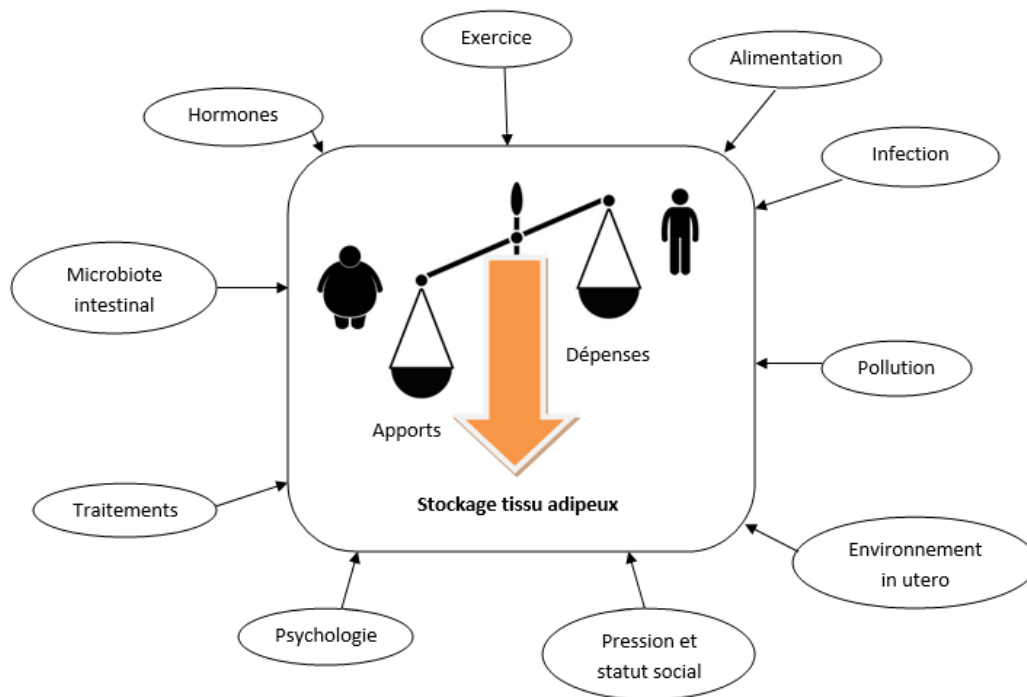 Exercice
Alimentation
Hormones
Infection
Microbiote
intestinal
Dépenses
Pollution
Apports
Stockage tissu adipeux
Traitements
Environnement
in utero
Psychologie
Pression et
statut social